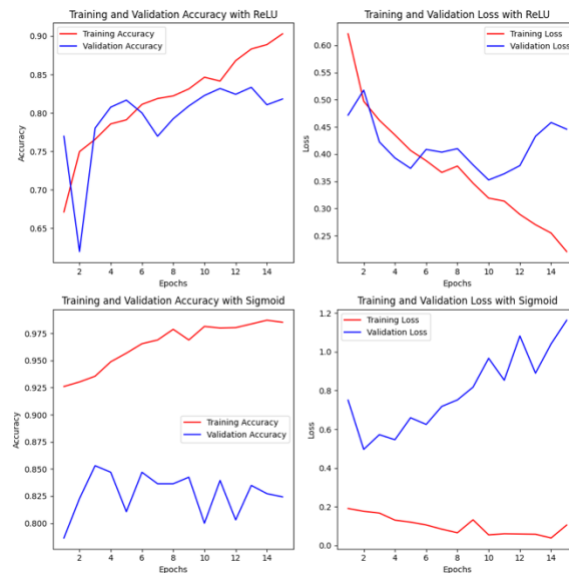 Training and Validation Accuracy with ReLU
Training Accuracy
Validation Accuracy
0.90
0.85
0.80
0.75
0.70
0.65
Accuracy
2 4 6 8 10 12 14
Epochs
Training and Validation Loss with ReLU
Training Loss
Validation Loss
0.60
0.55
0.50
0.45
0.40
0.35
0.30
0.25
Loss
2 4 6 8 10 12 14
Epochs
Training and Validation Accuracy with Sigmoid
0.975
0.950
0.925
0.900
0.875
0.850
0.825
0.800
Accuracy
Training Accuracy
Validation Accuracy
2 4 6 8 10 12 14
Epochs
Training and Validation Loss with Sigmoid
Training Loss
Validation Loss
1.2
1.0
0.8
0.6
0.4
0.2
0.0
Loss
2 4 6 8 10 12 14
Epochs